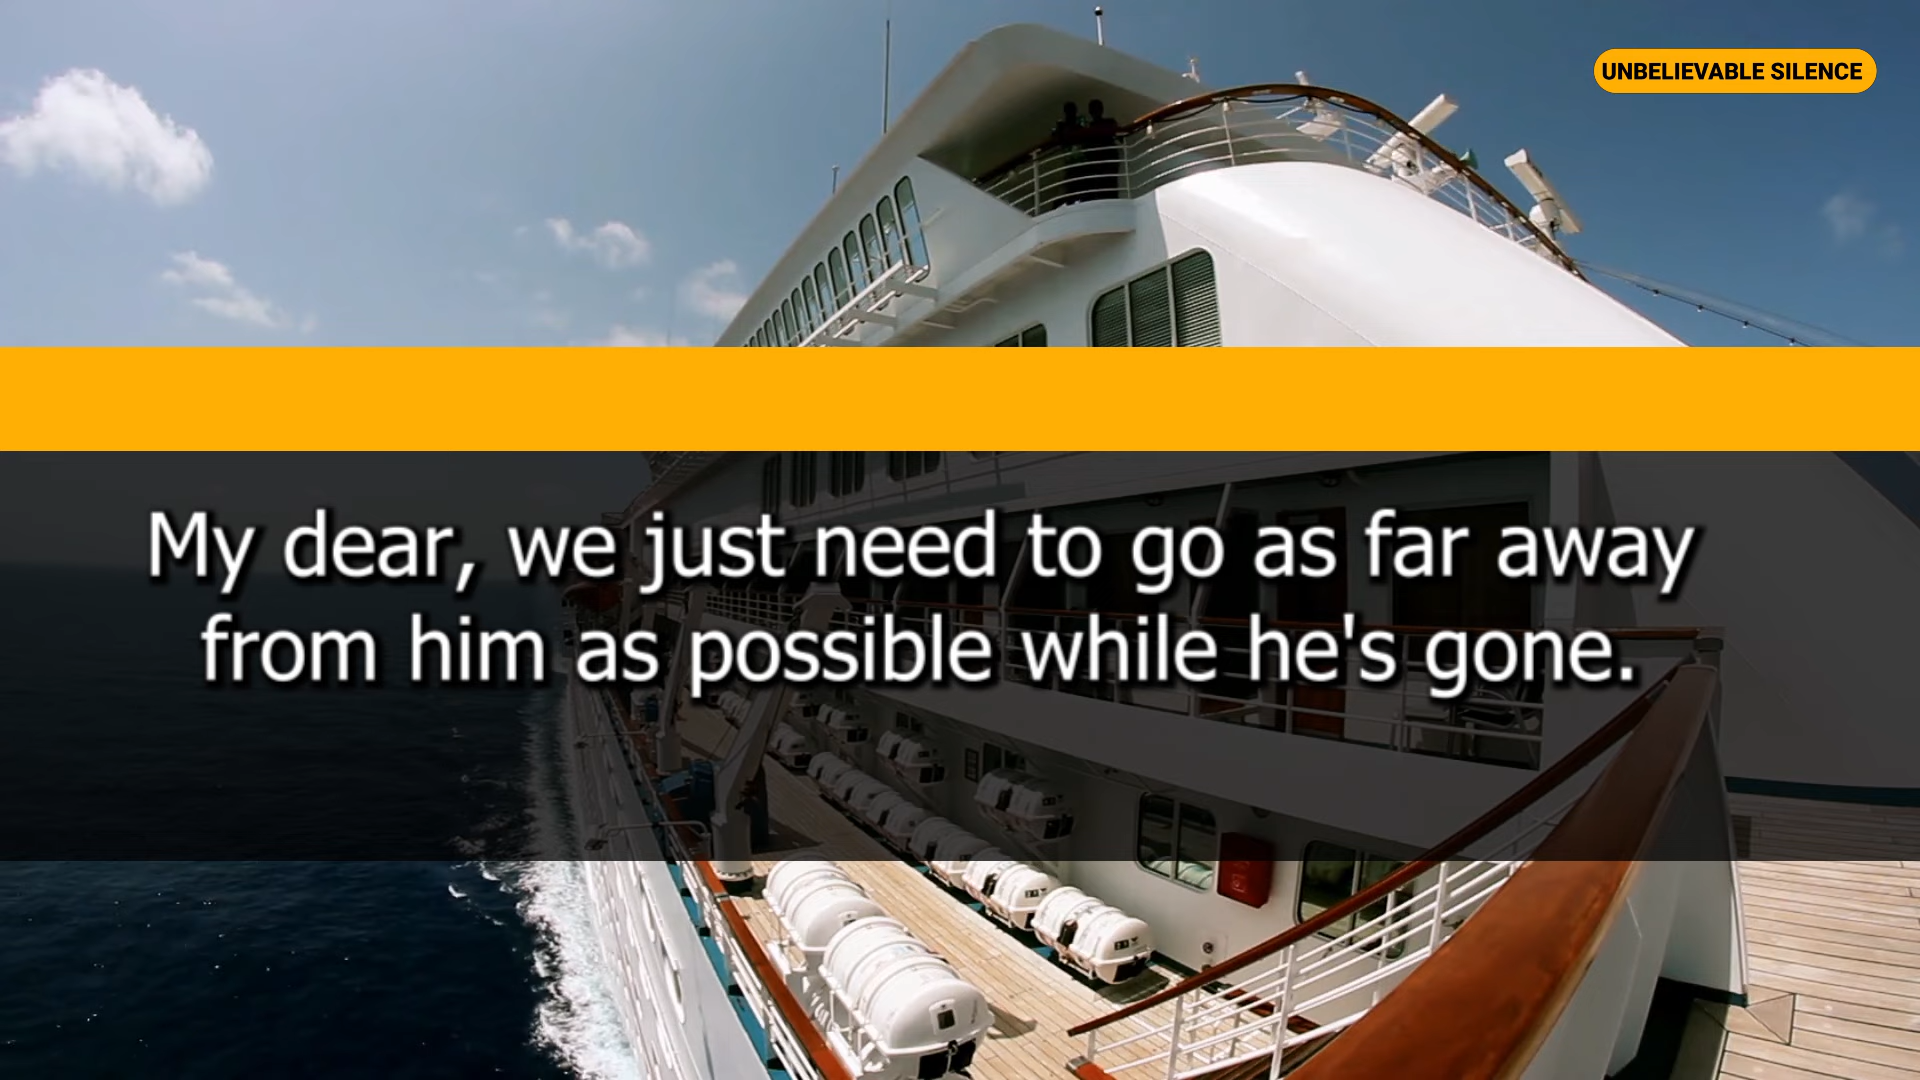 UNBELIEVABLE SILENCE
My dear, we just need to go as far away
from him as possible while he's gone.